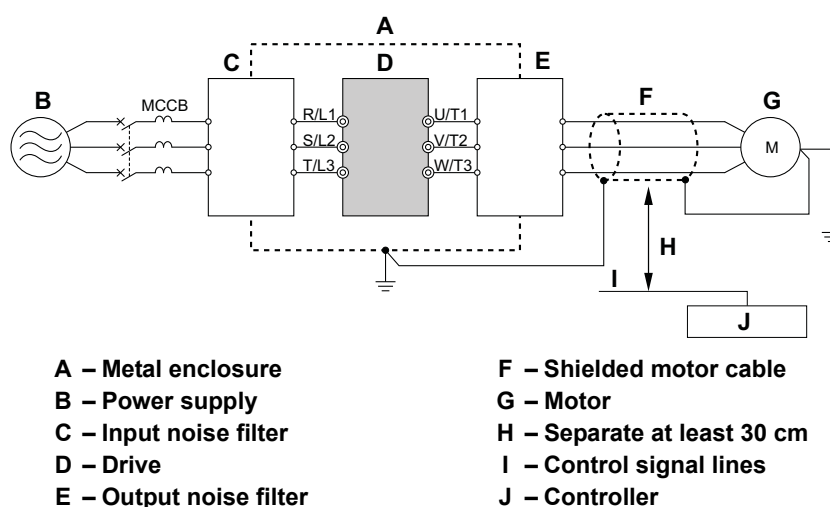 A
B
C
D
E
F
G
MCCB
R/L1
U/T1
S/L2
V/T2
M
T/L3
W/T3
H
I
J
A – Metal enclosure
B – Power supply
C – Input noise filter
D – Drive
E – Output noise filter
F – Shielded motor cable
G – Motor
H – Separate at least 30 cm
I – Control signal lines
J – Controller